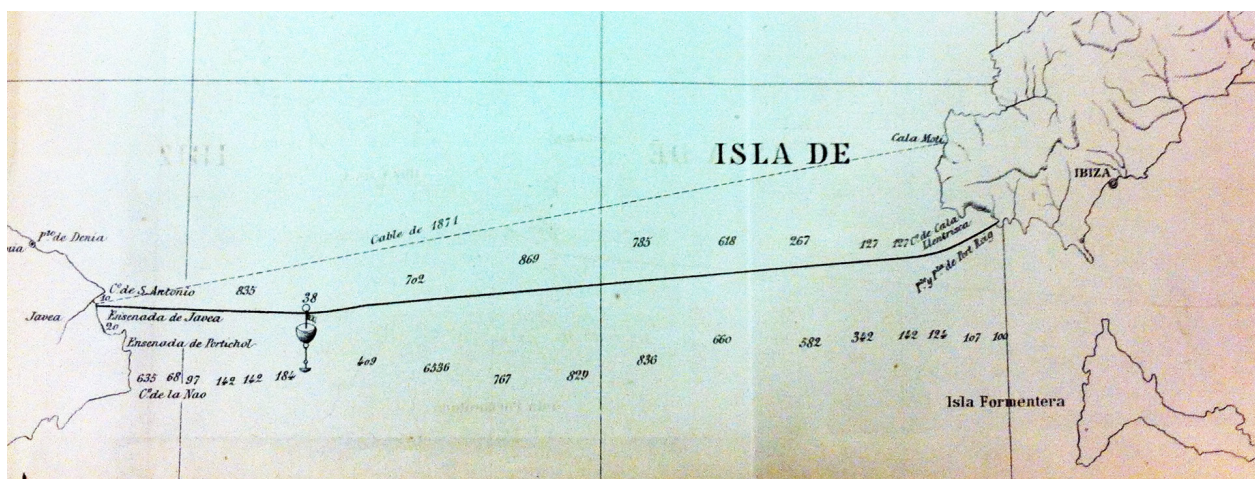 ISLA DE
Cala Moli
IBIZA
Cable de 1871
Pto de Denia
785 618 267 127 127
Co. de Cala
Llentrisca
Pto y Pta de Port Roig
869
702
Co. de S. Antonio
835
38
40
Javea
Ensenada de Javea
20
Ensenada de Portichol
635 68 97 142 142 184
409 6336 767 829 836 660 582 342 142 124 107 100
Co. de la Nao
Isla Formentera